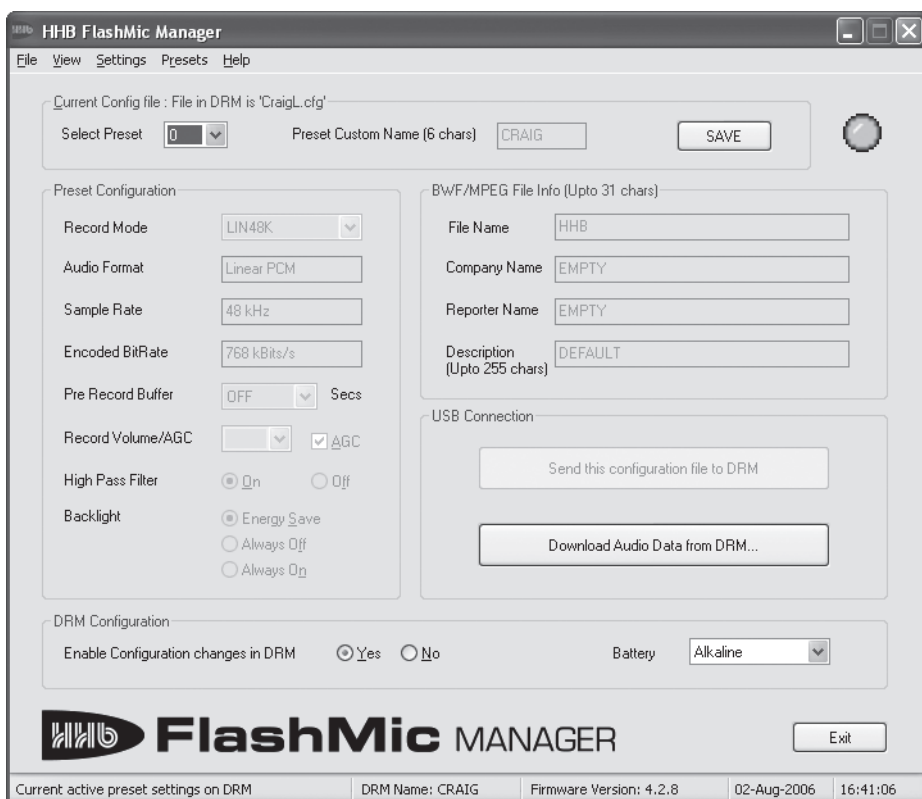 HHB FlashMic Manager
File View Settings Presets Help
Current Config file : File in DRM is 'CraigL.cfg'
Select Preset 0 Preset Custom Name (6 chars) CRAIG SAVE
Preset Configuration
Record Mode LIN48K
Audio Format Linear PCM
Sample Rate 48 kHz
Encoded BitRate 768 kBits/s
Pre Record Buffer OFF Secs
Record Volume/AGC AGC
High Pass Filter On Off
Backlight Energy Save
Always Off
Always On
BWF/MPEG File Info (Upto 31 chars)
File Name HHB
Company Name EMPTY
Reporter Name EMPTY
Description DEFAULT
(Upto 255 chars)
USB Connection
Send this configuration file to DRM
Download Audio Data from DRM...
DRM Configuration
Enable Configuration changes in DRM Yes No Battery Alkaline
HHb FlashMic MANAGER Exit
Current active preset settings on DRM DRM Name: CRAIG Firmware Version: 4.2.8 02-Aug-2006 16:41:06